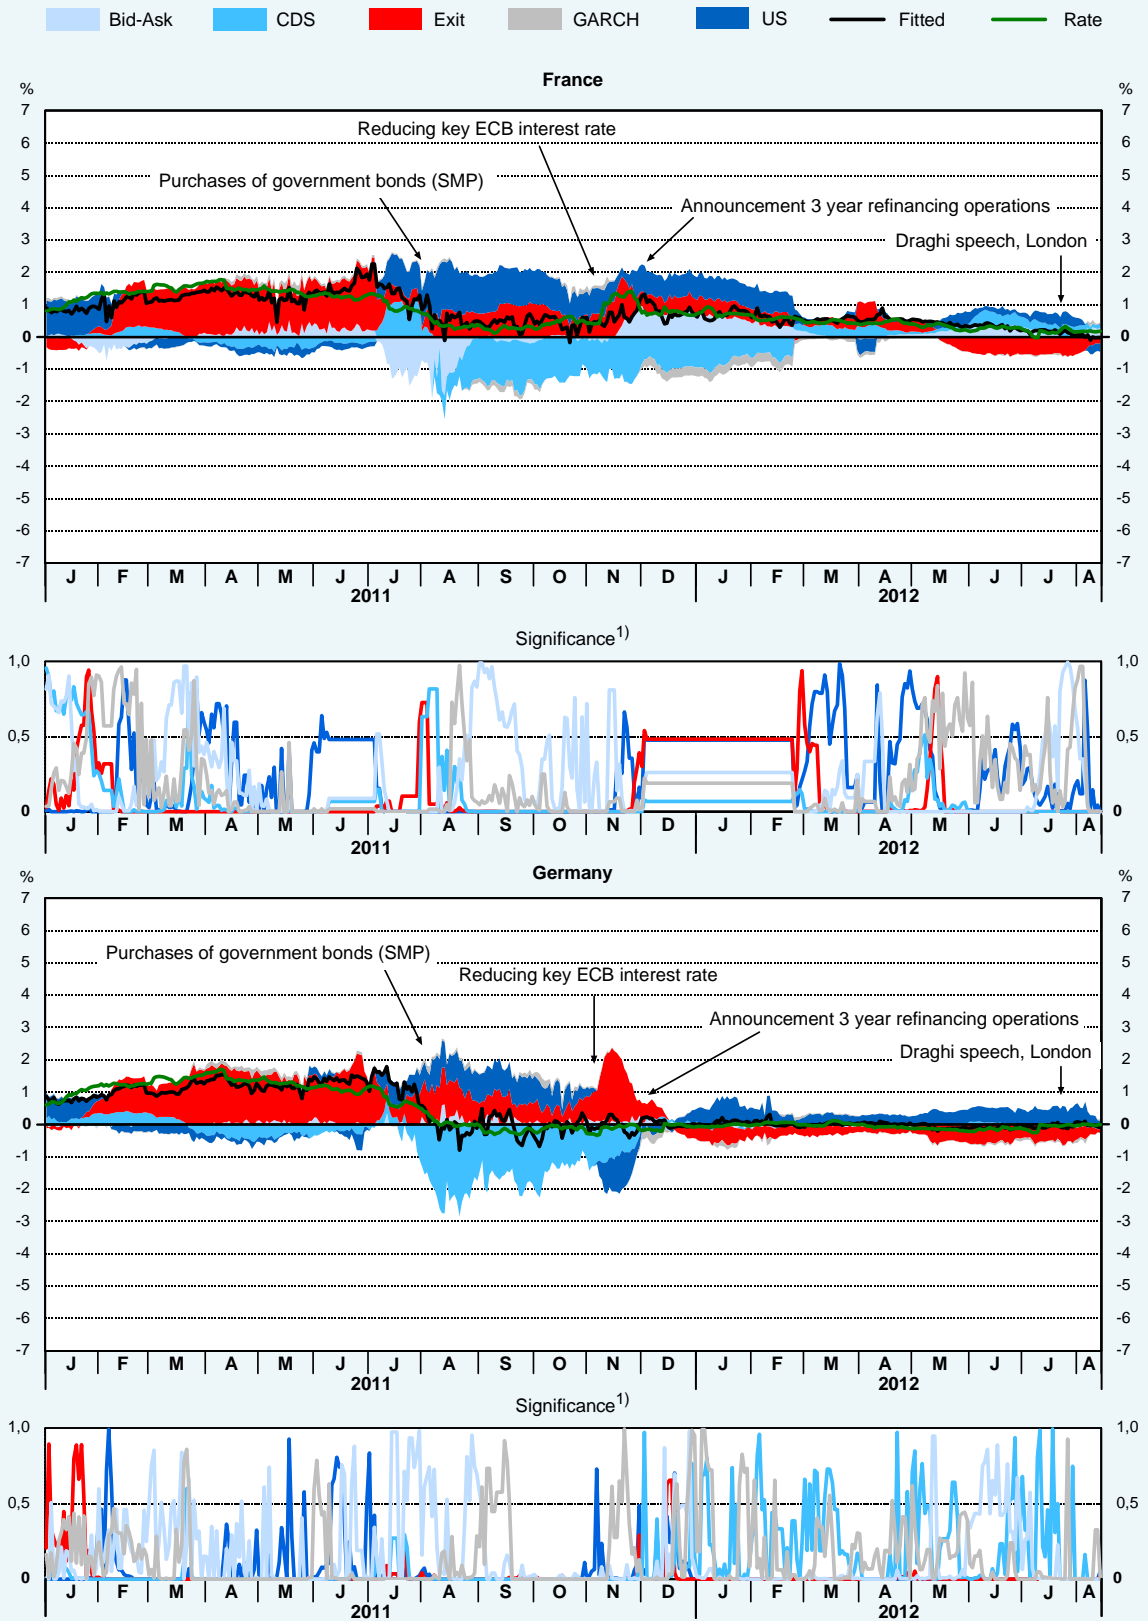 Bid-Ask CDS Exit GARCH US Fitted Rate
France
% %
7 7
6 6
Reducing key ECB interest rate
5 5
Purchases of government bonds (SMP)
4 4
Announcement 3 year refinancing operations
3 3
Draghi speech, London
2 2
1 1
0 0
-1 -1
-2 -2
-3 -3
-4 -4
-5 -5
-6 -6
-7 -7
J F M A M J J A S O N D J F M A M J J A
2011 2012
Significance1)
1,0 1,0
0,5 0,5
0 0
J F M A M J J A S O N D J F M A M J J A
2011 2012
Germany
% %
7 7
6 6
Purchases of government bonds (SMP)
5 5
Reducing key ECB interest rate
4 4
Announcement 3 year refinancing operations
3 3
Draghi speech, London
2 2
1 1
0 0
-1 -1
-2 -2
-3 -3
-4 -4
-5 -5
-6 -6
-7 -7
J F M A M J J A S O N D J F M A M J J A
2011 2012
Significance1)
1,0 1,0
0,5 0,5
0 0
J F M A M J J A S O N D J F M A M J J A
2011 2012